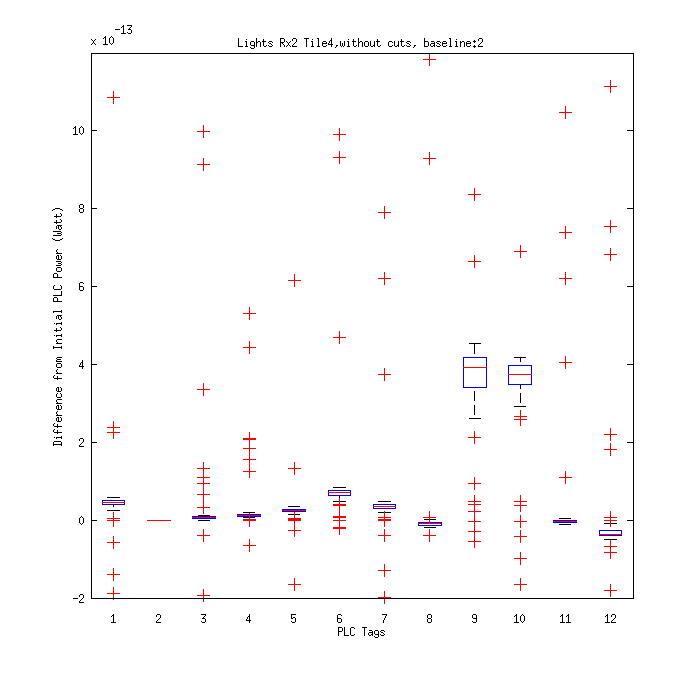 x 10-13
Lights Rx2 Tile4,without cuts, baseline:2
Difference from Initial PLC Power (Watt)
10
8
6
4
2
0
-2
1 2 3 4 5 6 7 8 9 10 11 12
PLC Tags